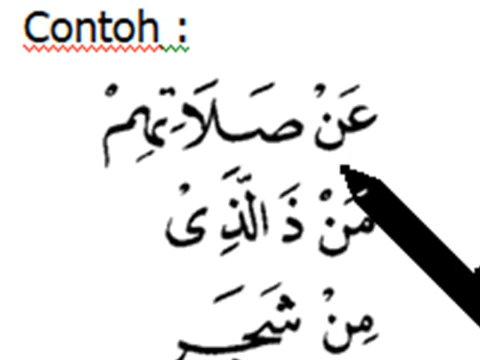 Contoh :
عَنْ صَلَاتِهِمْ
مَنْ ذَ الَّذِىْ
مِنْ شَجَرٍ